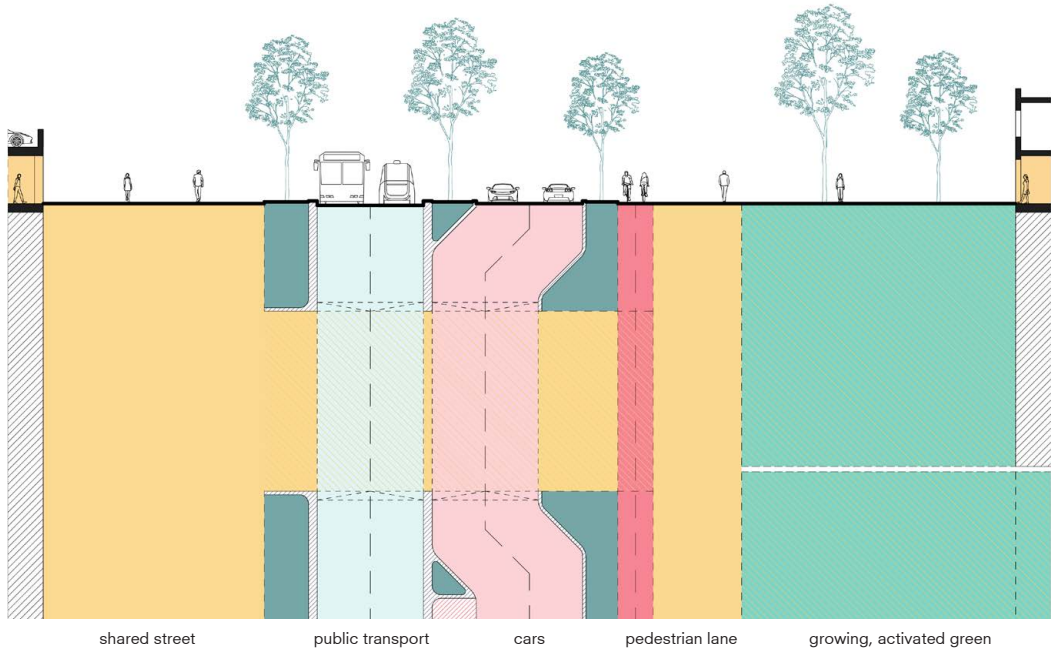 shared street
public transport
cars
pedestrian lane
growing, activated green